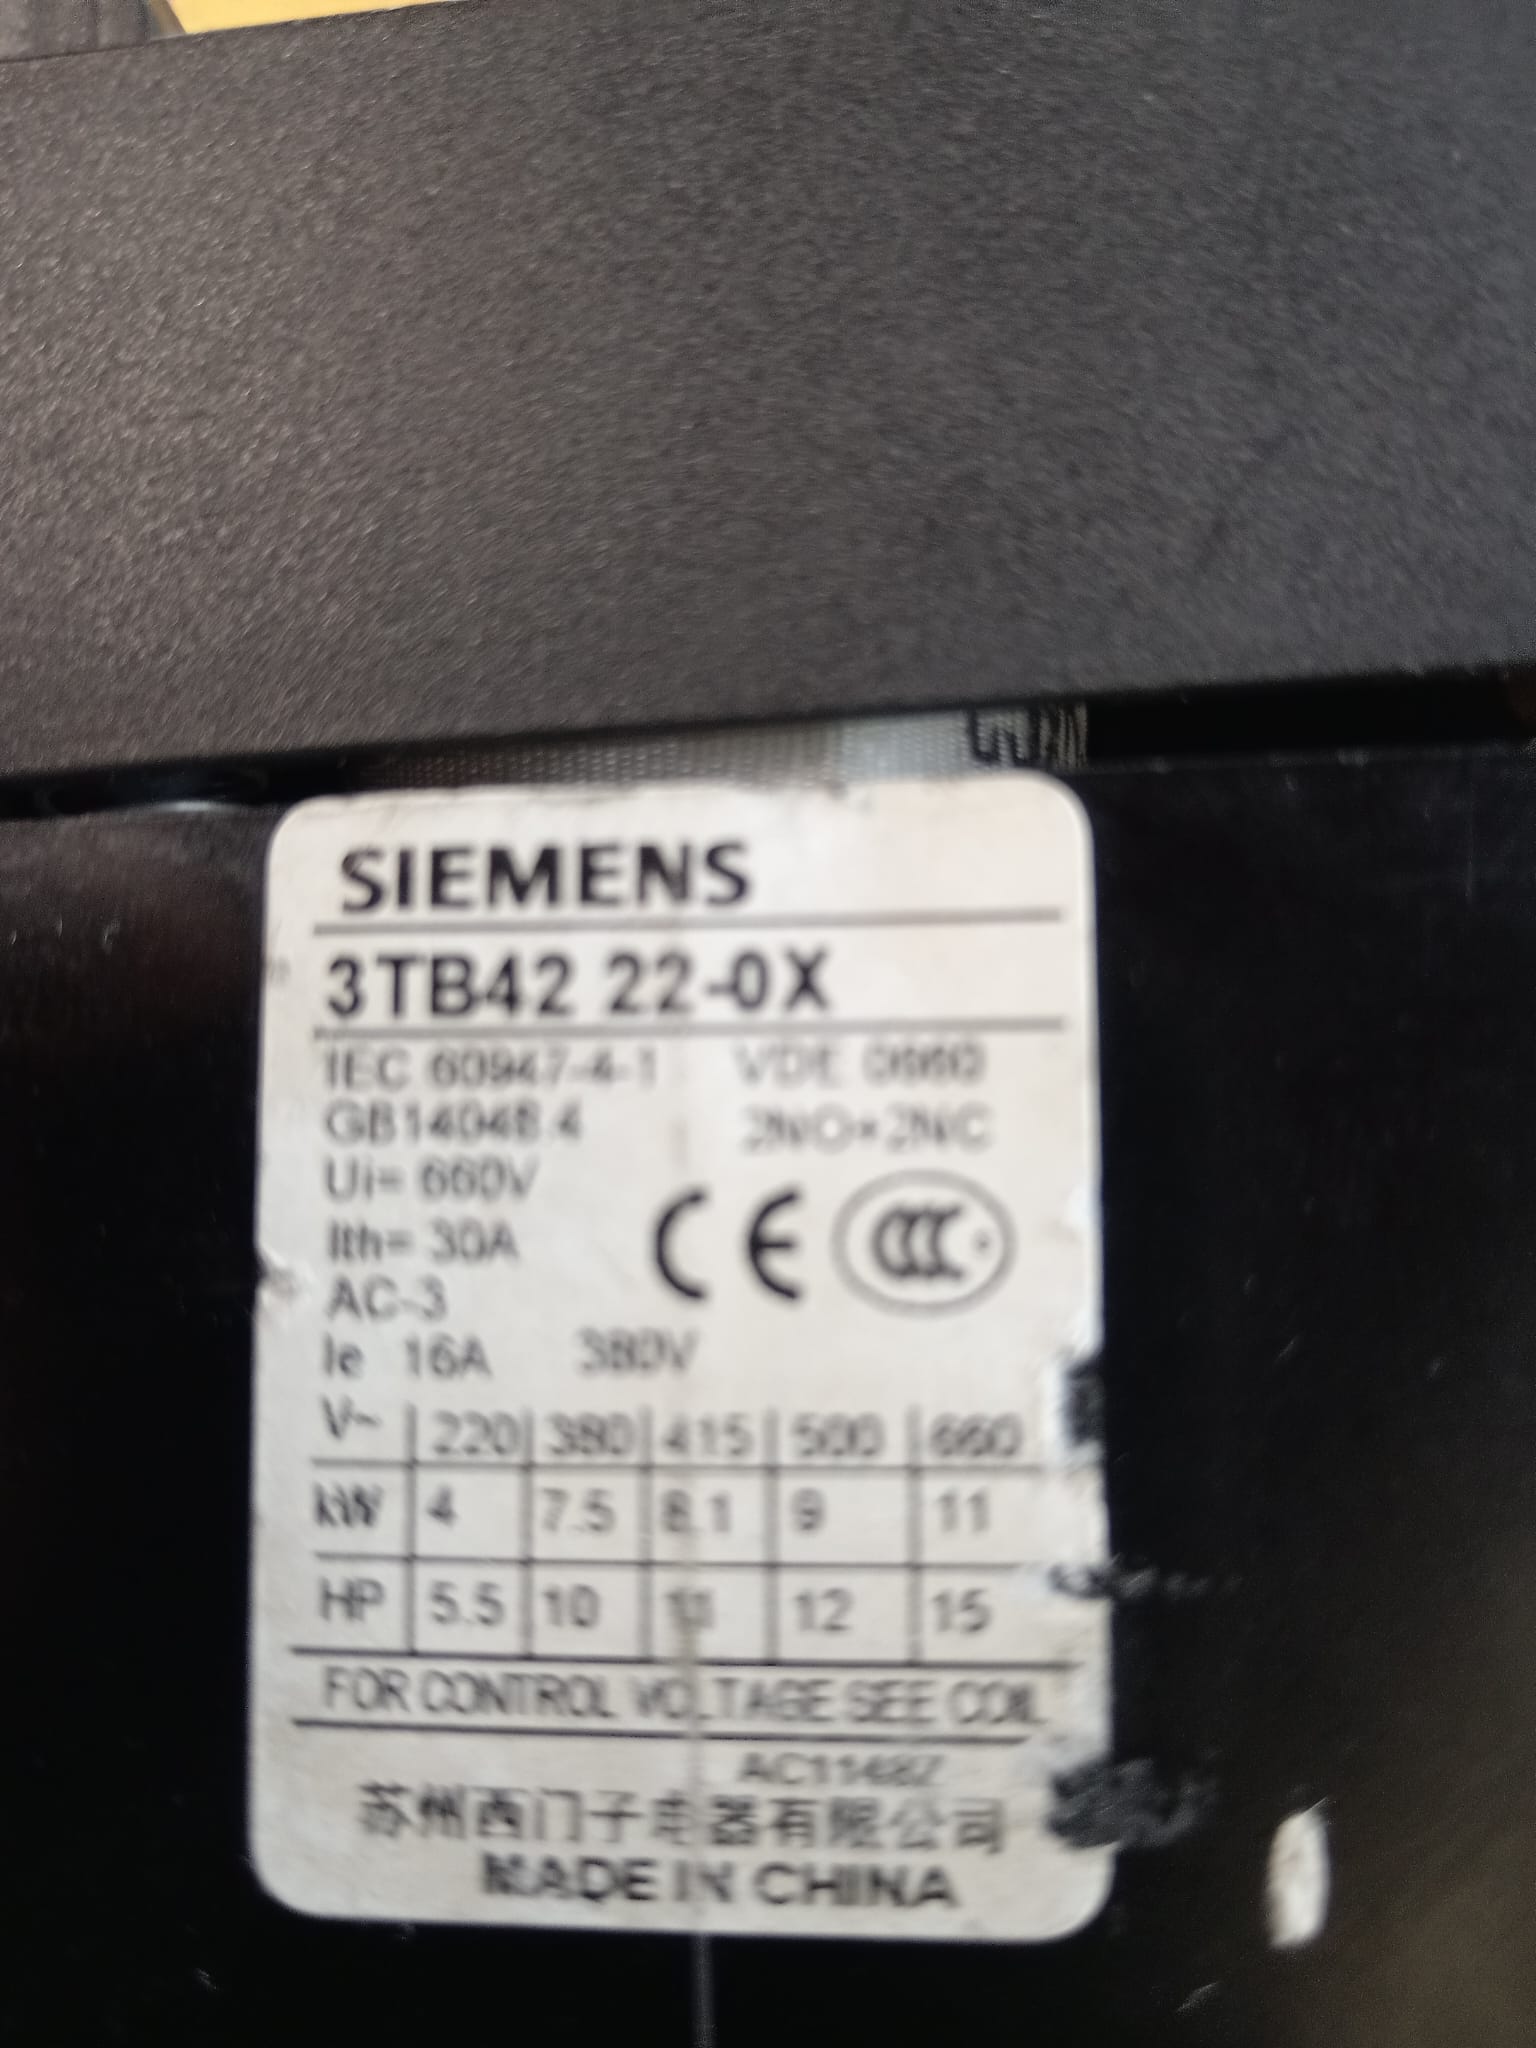 SIEMENS
3TB42 22-0X
IEC 60947-4-1 VDE 0660
GB14048.4 2NO+2NC
Ui= 660V
Ith= 30A
CE CCC
AC-3
Ie 16A 380V
V~ 220 380 415 500 660
kW 4 7.5 8.1 9 11
HP 5.5 10 11 12 15
FOR CONTROL VOLTAGE SEE COIL
苏州西门子电器有限公司
MADE IN CHINA